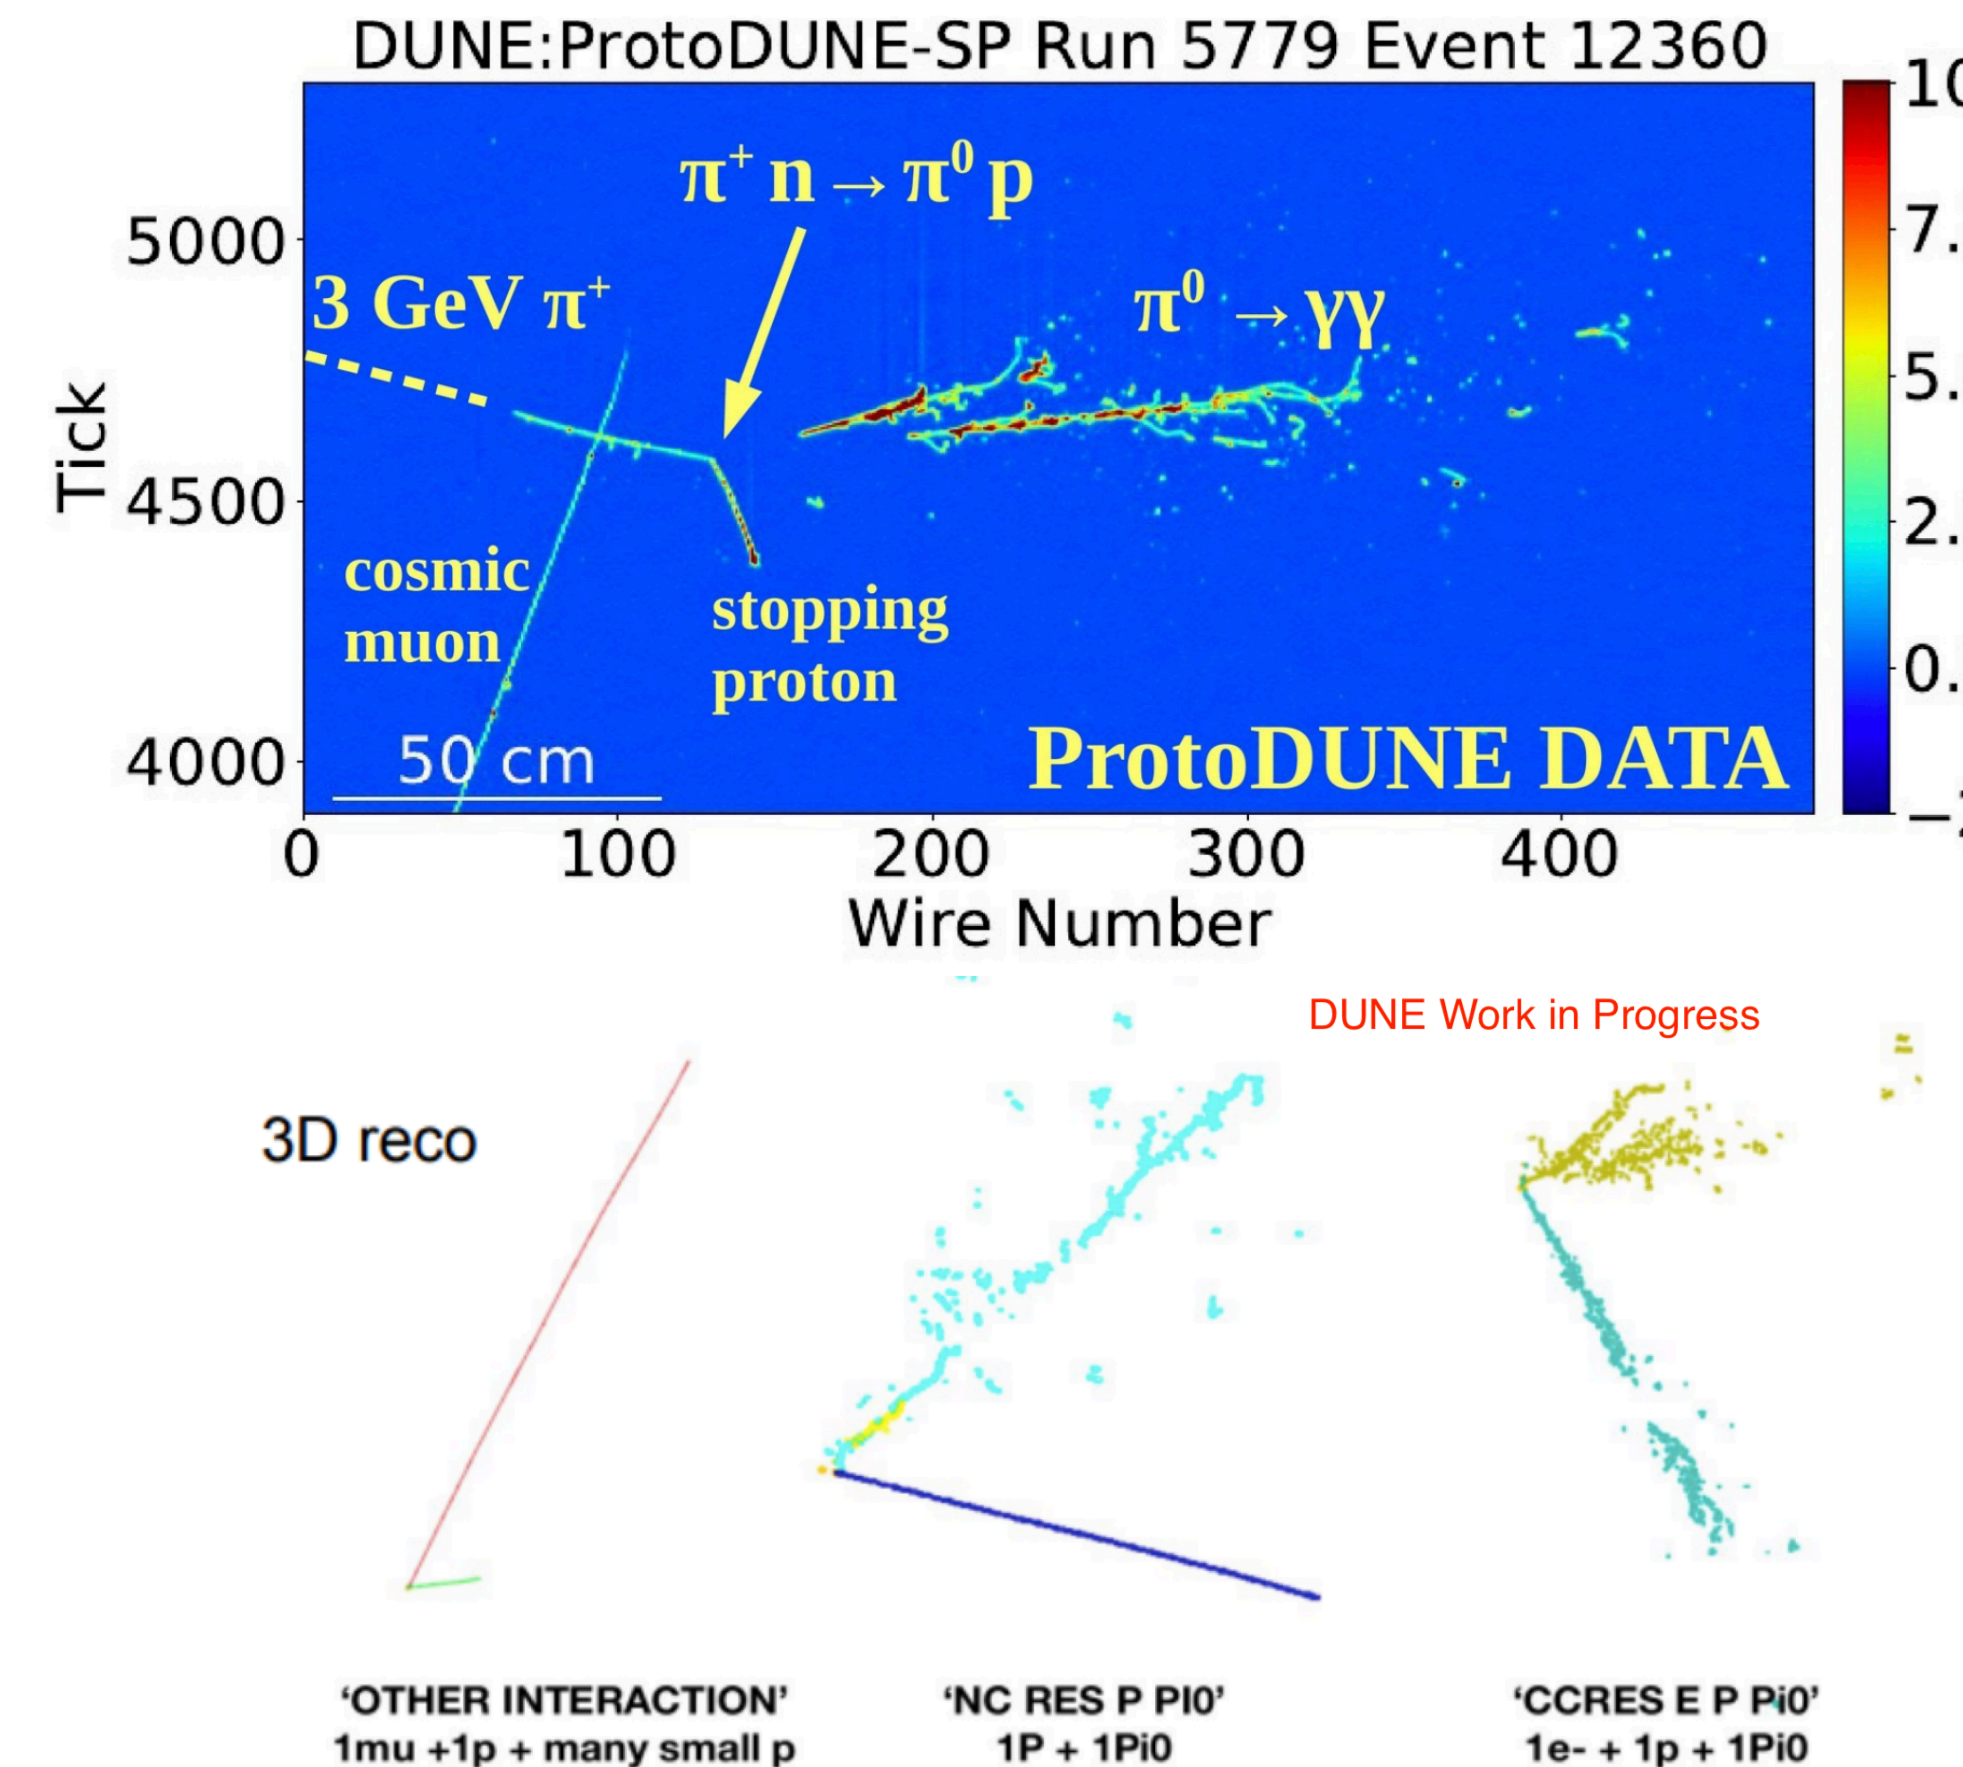 DUNE:ProtoDUNE-SP Run 5779 Event 12360
π⁺ n → π⁰ p
5000
3 GeV π⁺
π⁰ → γγ
Tick
4500
cosmic
muon
stopping
proton
4000
50 cm
ProtoDUNE DATA
0 100 200 300 400
Wire Number
DUNE Work in Progress
3D reco
‘OTHER INTERACTION’
1mu +1p + many small p
‘NC RES P PI0’
1P + 1Pi0
‘CCRES E P Pi0’
1e- + 1p + 1Pi0